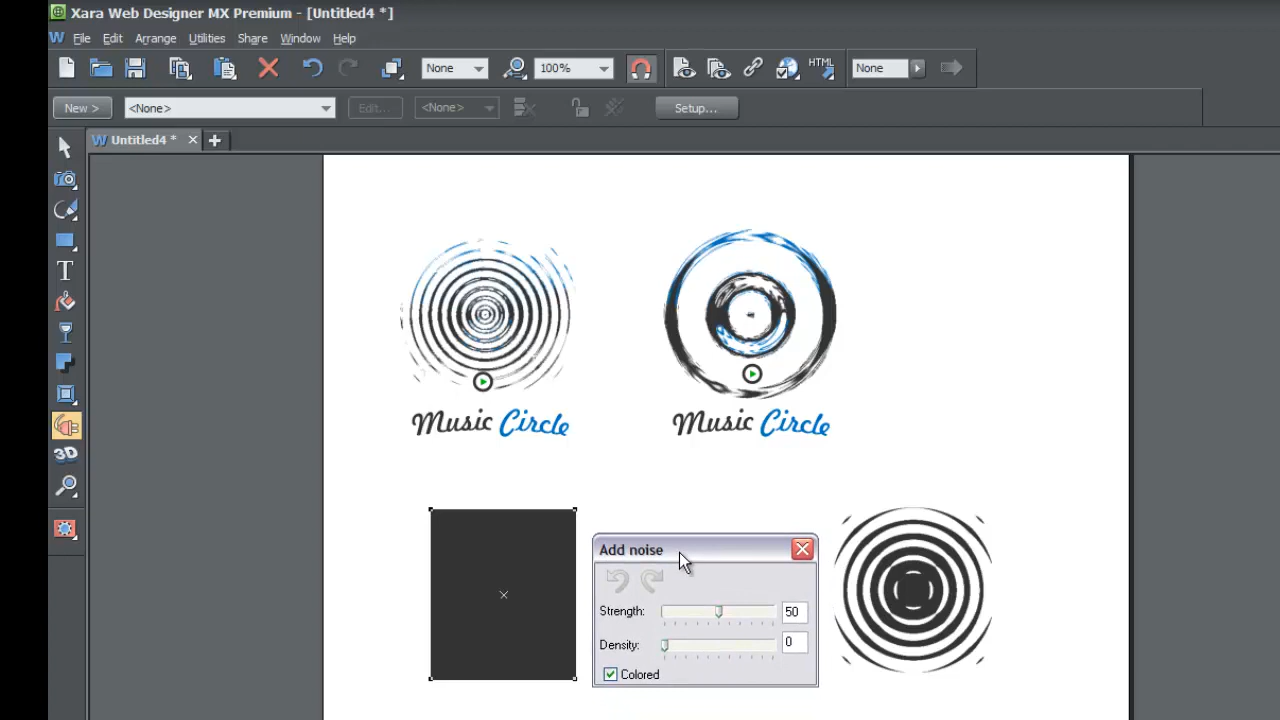 Xara Web Designer MX Premium - [Untitled4 *]
W File Edit Arrange Utilities Share Window Help
None 100% HTML None
New > <None> Edit... <None> Setup...
W Untitled4 *
T
3D
Music Circle Music Circle
Add noise
Strength: 50
Density: 0
Colored